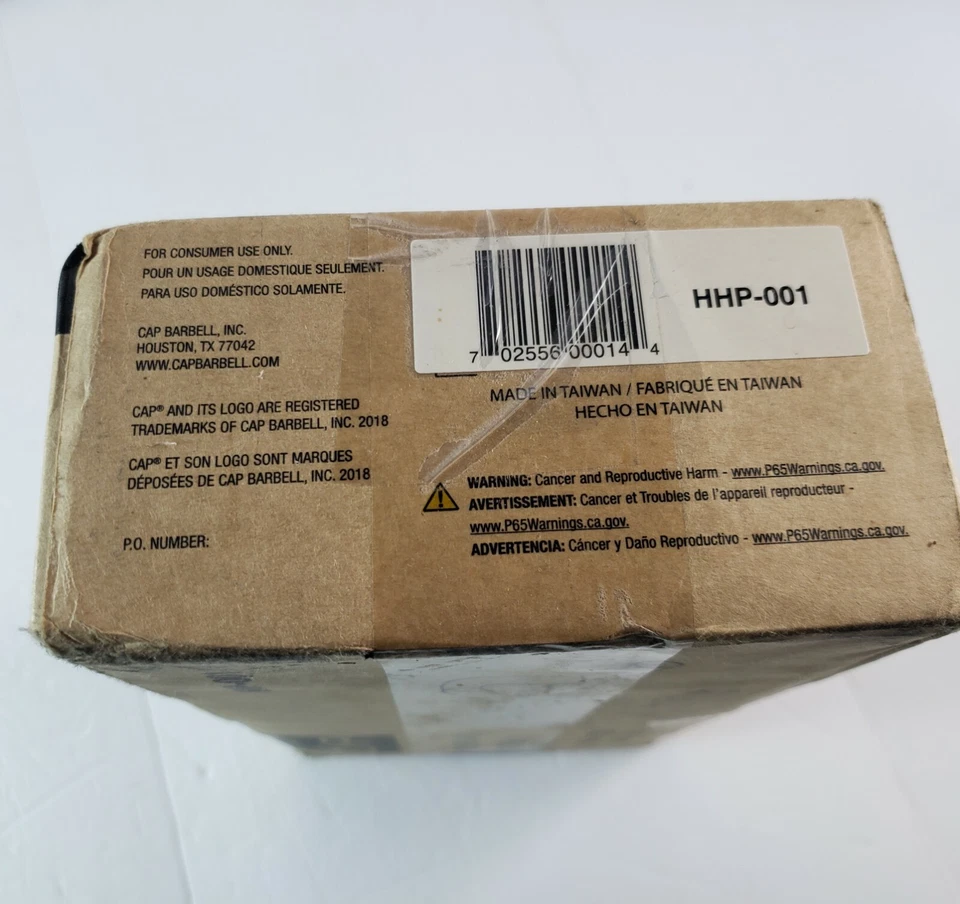 FOR CONSUMER USE ONLY.
POUR UN USAGE DOMESTIQUE SEULEMENT.
PARA USO DOMÉSTICO SOLAMENTE.
CAP BARBELL, INC.
HOUSTON, TX 77042
WWW.CAPBARBELL.COM
CAP® AND ITS LOGO ARE REGISTERED
TRADEMARKS OF CAP BARBELL, INC. 2018
CAP® ET SON LOGO SONT MARQUES
DÉPOSÉES DE CAP BARBELL, INC. 2018
P.O. NUMBER:
HHP-001
7 02556 00014 4
MADE IN TAIWAN / FABRIQUÉ EN TAIWAN
HECHO EN TAIWAN
WARNING: Cancer and Reproductive Harm - www.P65Warnings.ca.gov.
AVERTISSEMENT: Cancer et Troubles de l'appareil reproducteur -
www.P65Warnings.ca.gov.
ADVERTENCIA: Cáncer y Daño Reproductivo - www.P65Warnings.ca.gov.